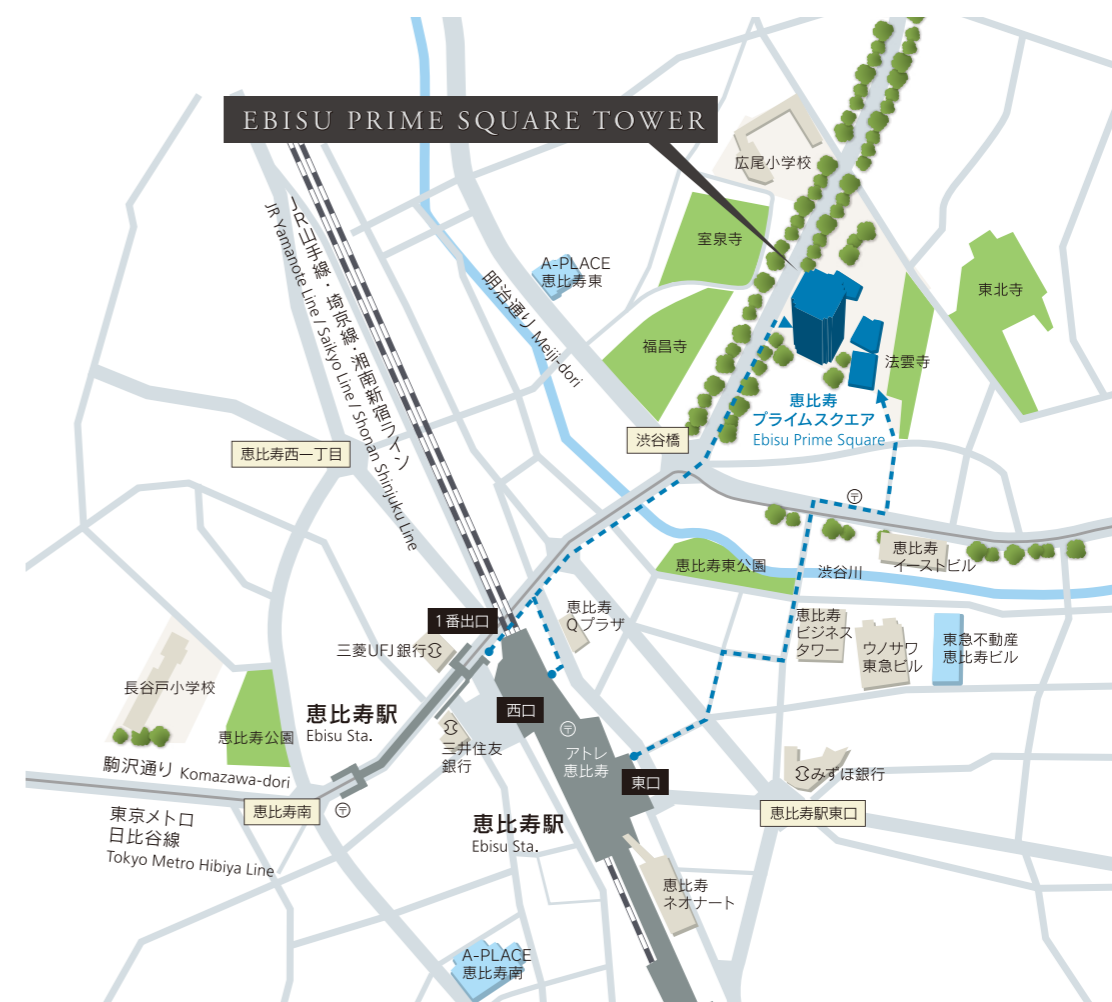 EBISU PRIME SQUARE TOWER
広尾小学校
室泉寺
東北寺
A-PLACE
恵比寿東
JR山手線・埼京線・湘南新宿ライン
JR Yamanote Line / Saikyo Line / Shonan Shinjuku Line
明治通り Meiji-dori
福昌寺
法雲寺
恵比寿
プライムスクエア
Ebisu Prime Square
渋谷橋
恵比寿西一丁目
〒
恵比寿
イーストビル
恵比寿東公園
渋谷川
1番出口
恵比寿
Qプラザ
恵比寿
ビジネス
タワー
ウノサワ
東急ビル
東急不動産
恵比寿ビル
三菱UFJ銀行
長谷戸小学校
恵比寿公園
恵比寿駅
Ebisu Sta.
西口
〒
三井住友
銀行
アトレ
恵比寿
東口
みずほ銀行
駒沢通り Komazawa-dori
恵比寿南
〒
恵比寿駅東口
東京メトロ
日比谷線
Tokyo Metro Hibiya Line
恵比寿駅
Ebisu Sta.
恵比寿
ネオナート
A-PLACE
恵比寿南